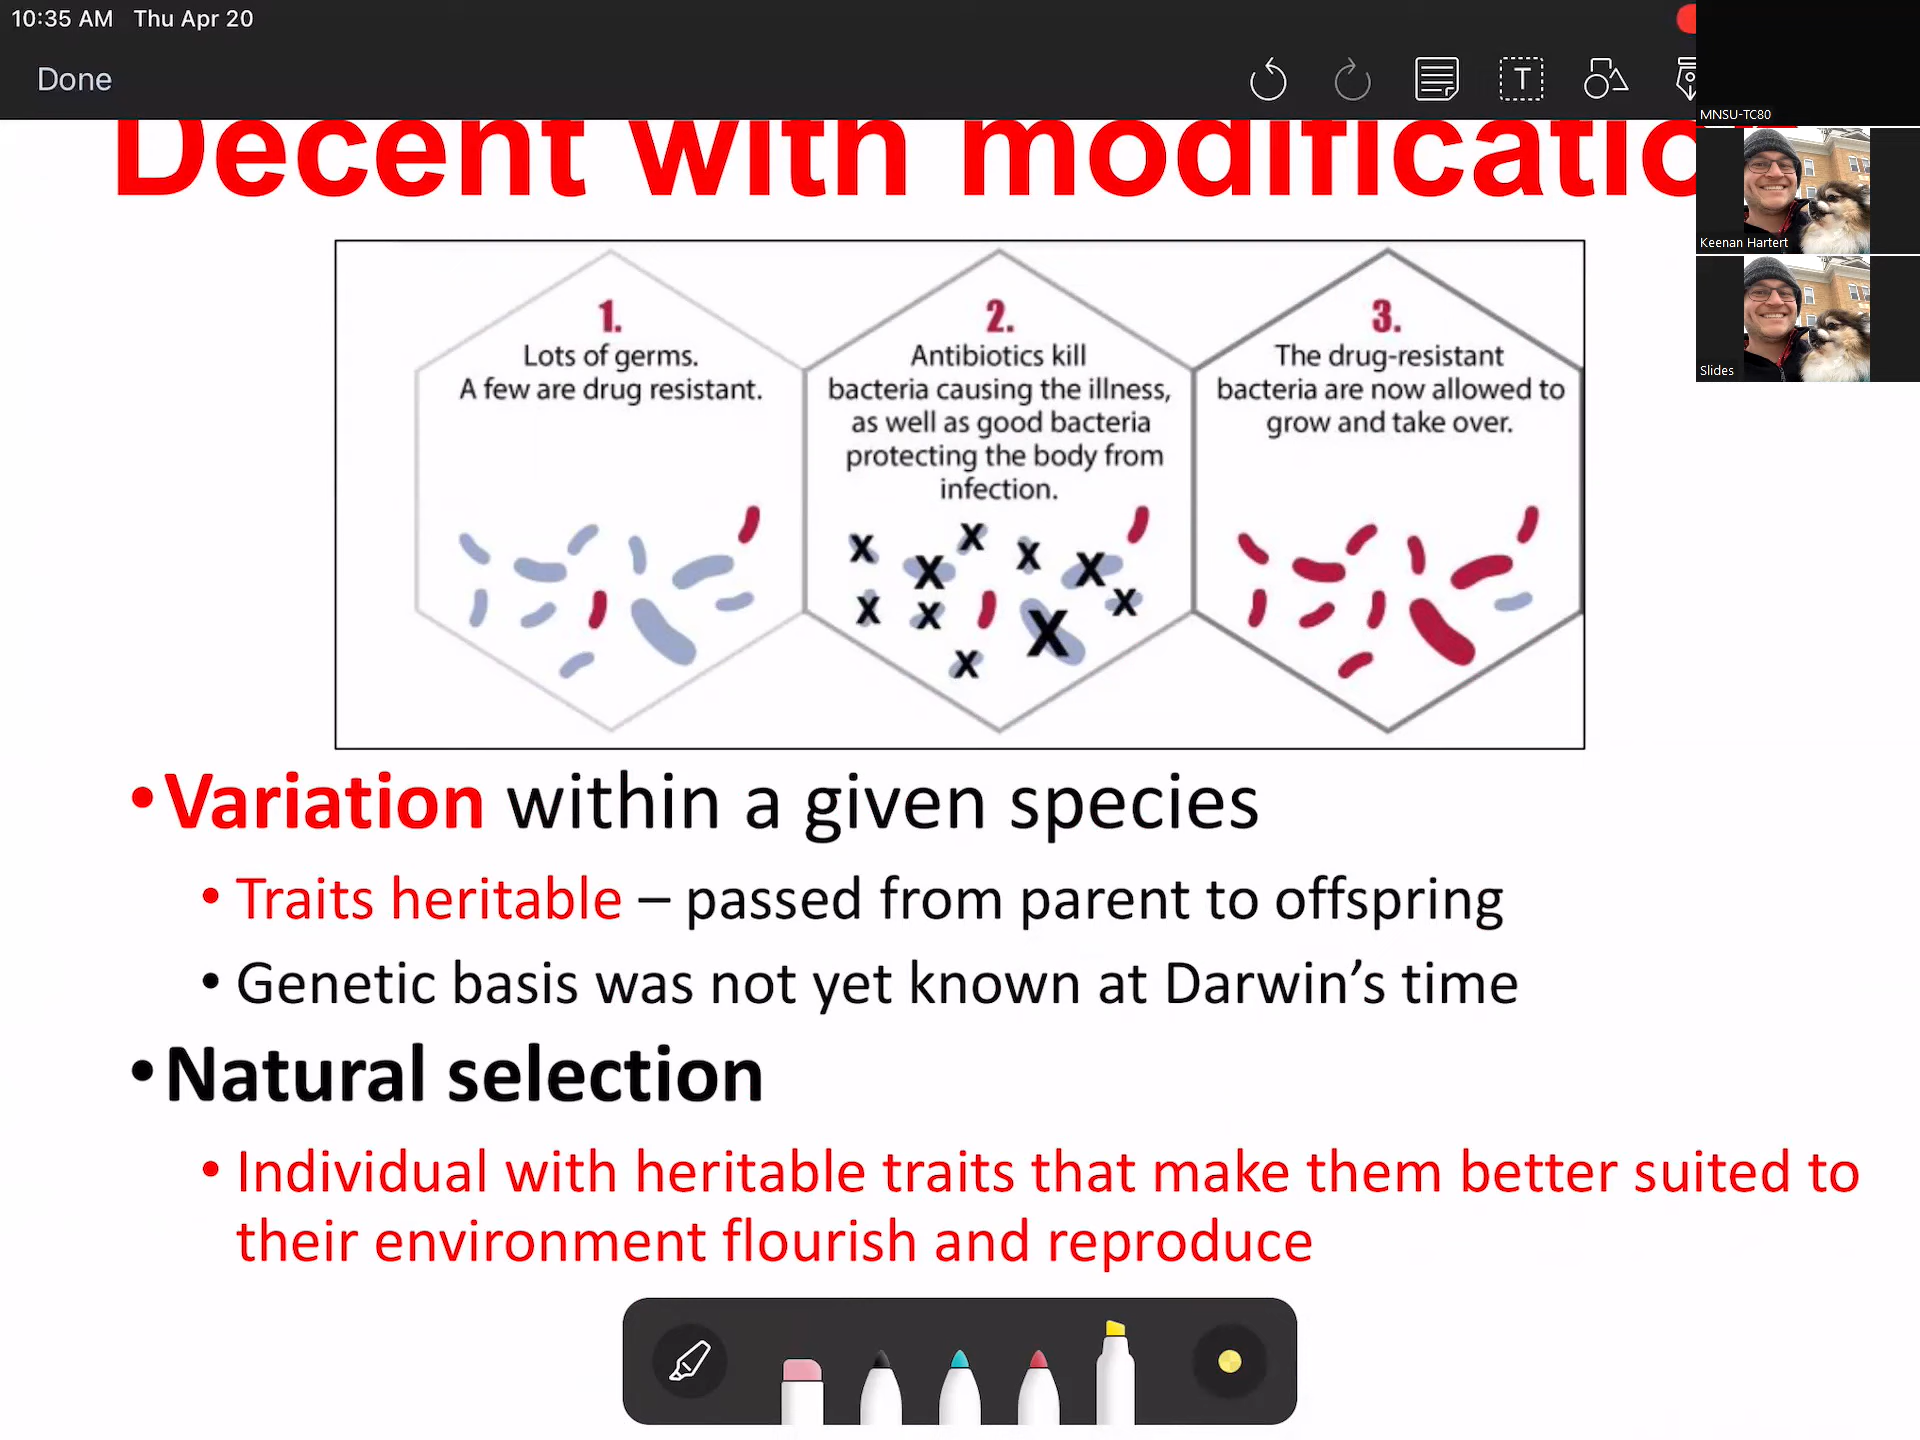 10:35 AM Thu Apr 20
Done
T
MNSU-TC80
Keenan Hartert
Slides
Decent with modificatio
1.
Lots of germs.
A few are drug resistant.
2.
Antibiotics kill
bacteria causing the illness,
as well as good bacteria
protecting the body from
infection.
X X X X X X X X X X
3.
The drug-resistant
bacteria are now allowed to
grow and take over.
•Variation within a given species
• Traits heritable – passed from parent to offspring
• Genetic basis was not yet known at Darwin’s time
•Natural selection
• Individual with heritable traits that make them better suited to
their environment flourish and reproduce